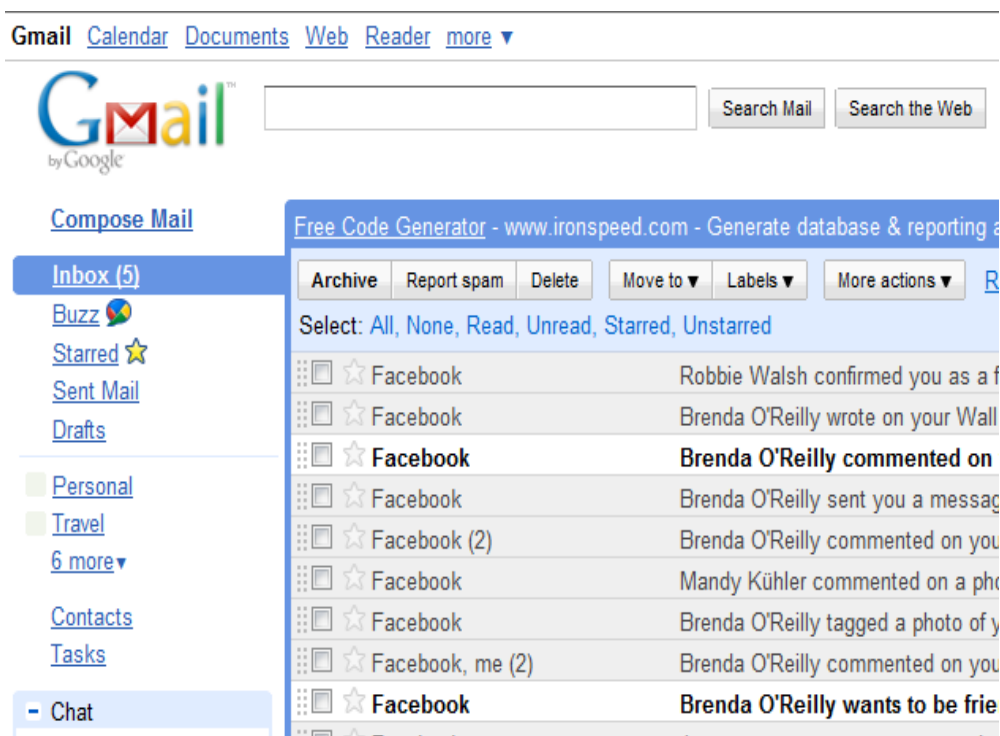 Gmail Calendar Documents Web Reader more ▼
Gmail™
by Google
Search Mail Search the Web
Compose Mail
Inbox (5)
Buzz
Starred
Sent Mail
Drafts
Personal
Travel
6 more ▼
Contacts
Tasks
Chat
Free Code Generator - www.ironspeed.com - Generate database & reporting
Archive Report spam Delete Move to ▼ Labels ▼ More actions ▼
Select: All, None, Read, Unread, Starred, Unstarred
Facebook Robbie Walsh confirmed you as a f
Facebook Brenda O'Reilly wrote on your Wall
Facebook Brenda O'Reilly commented on
Facebook Brenda O'Reilly sent you a messag
Facebook (2) Brenda O'Reilly commented on you
Facebook Mandy Kühler commented on a pho
Facebook Brenda O'Reilly tagged a photo of y
Facebook, me (2) Brenda O'Reilly commented on you
Facebook Brenda O'Reilly wants to be frie